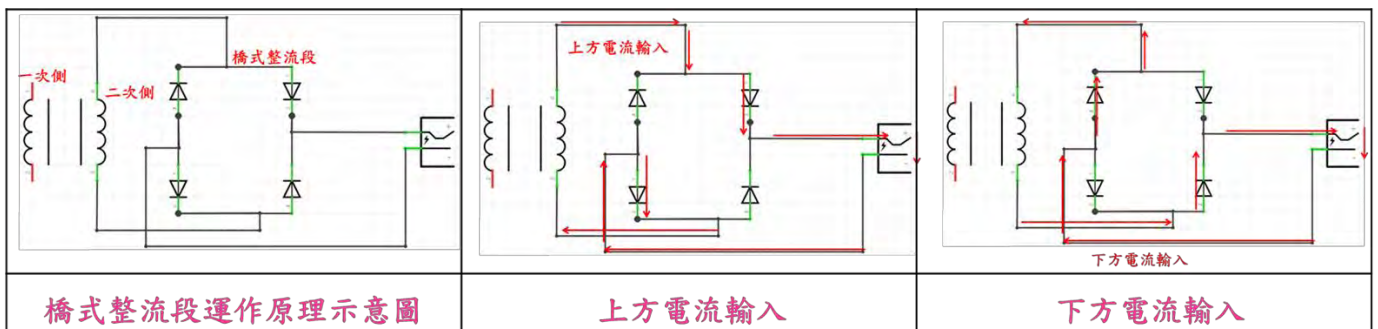 橋式整流段
一次側
二次側
上方電流輸入
下方電流輸入
橋式整流段運作原理示意圖
上方電流輸入
下方電流輸入